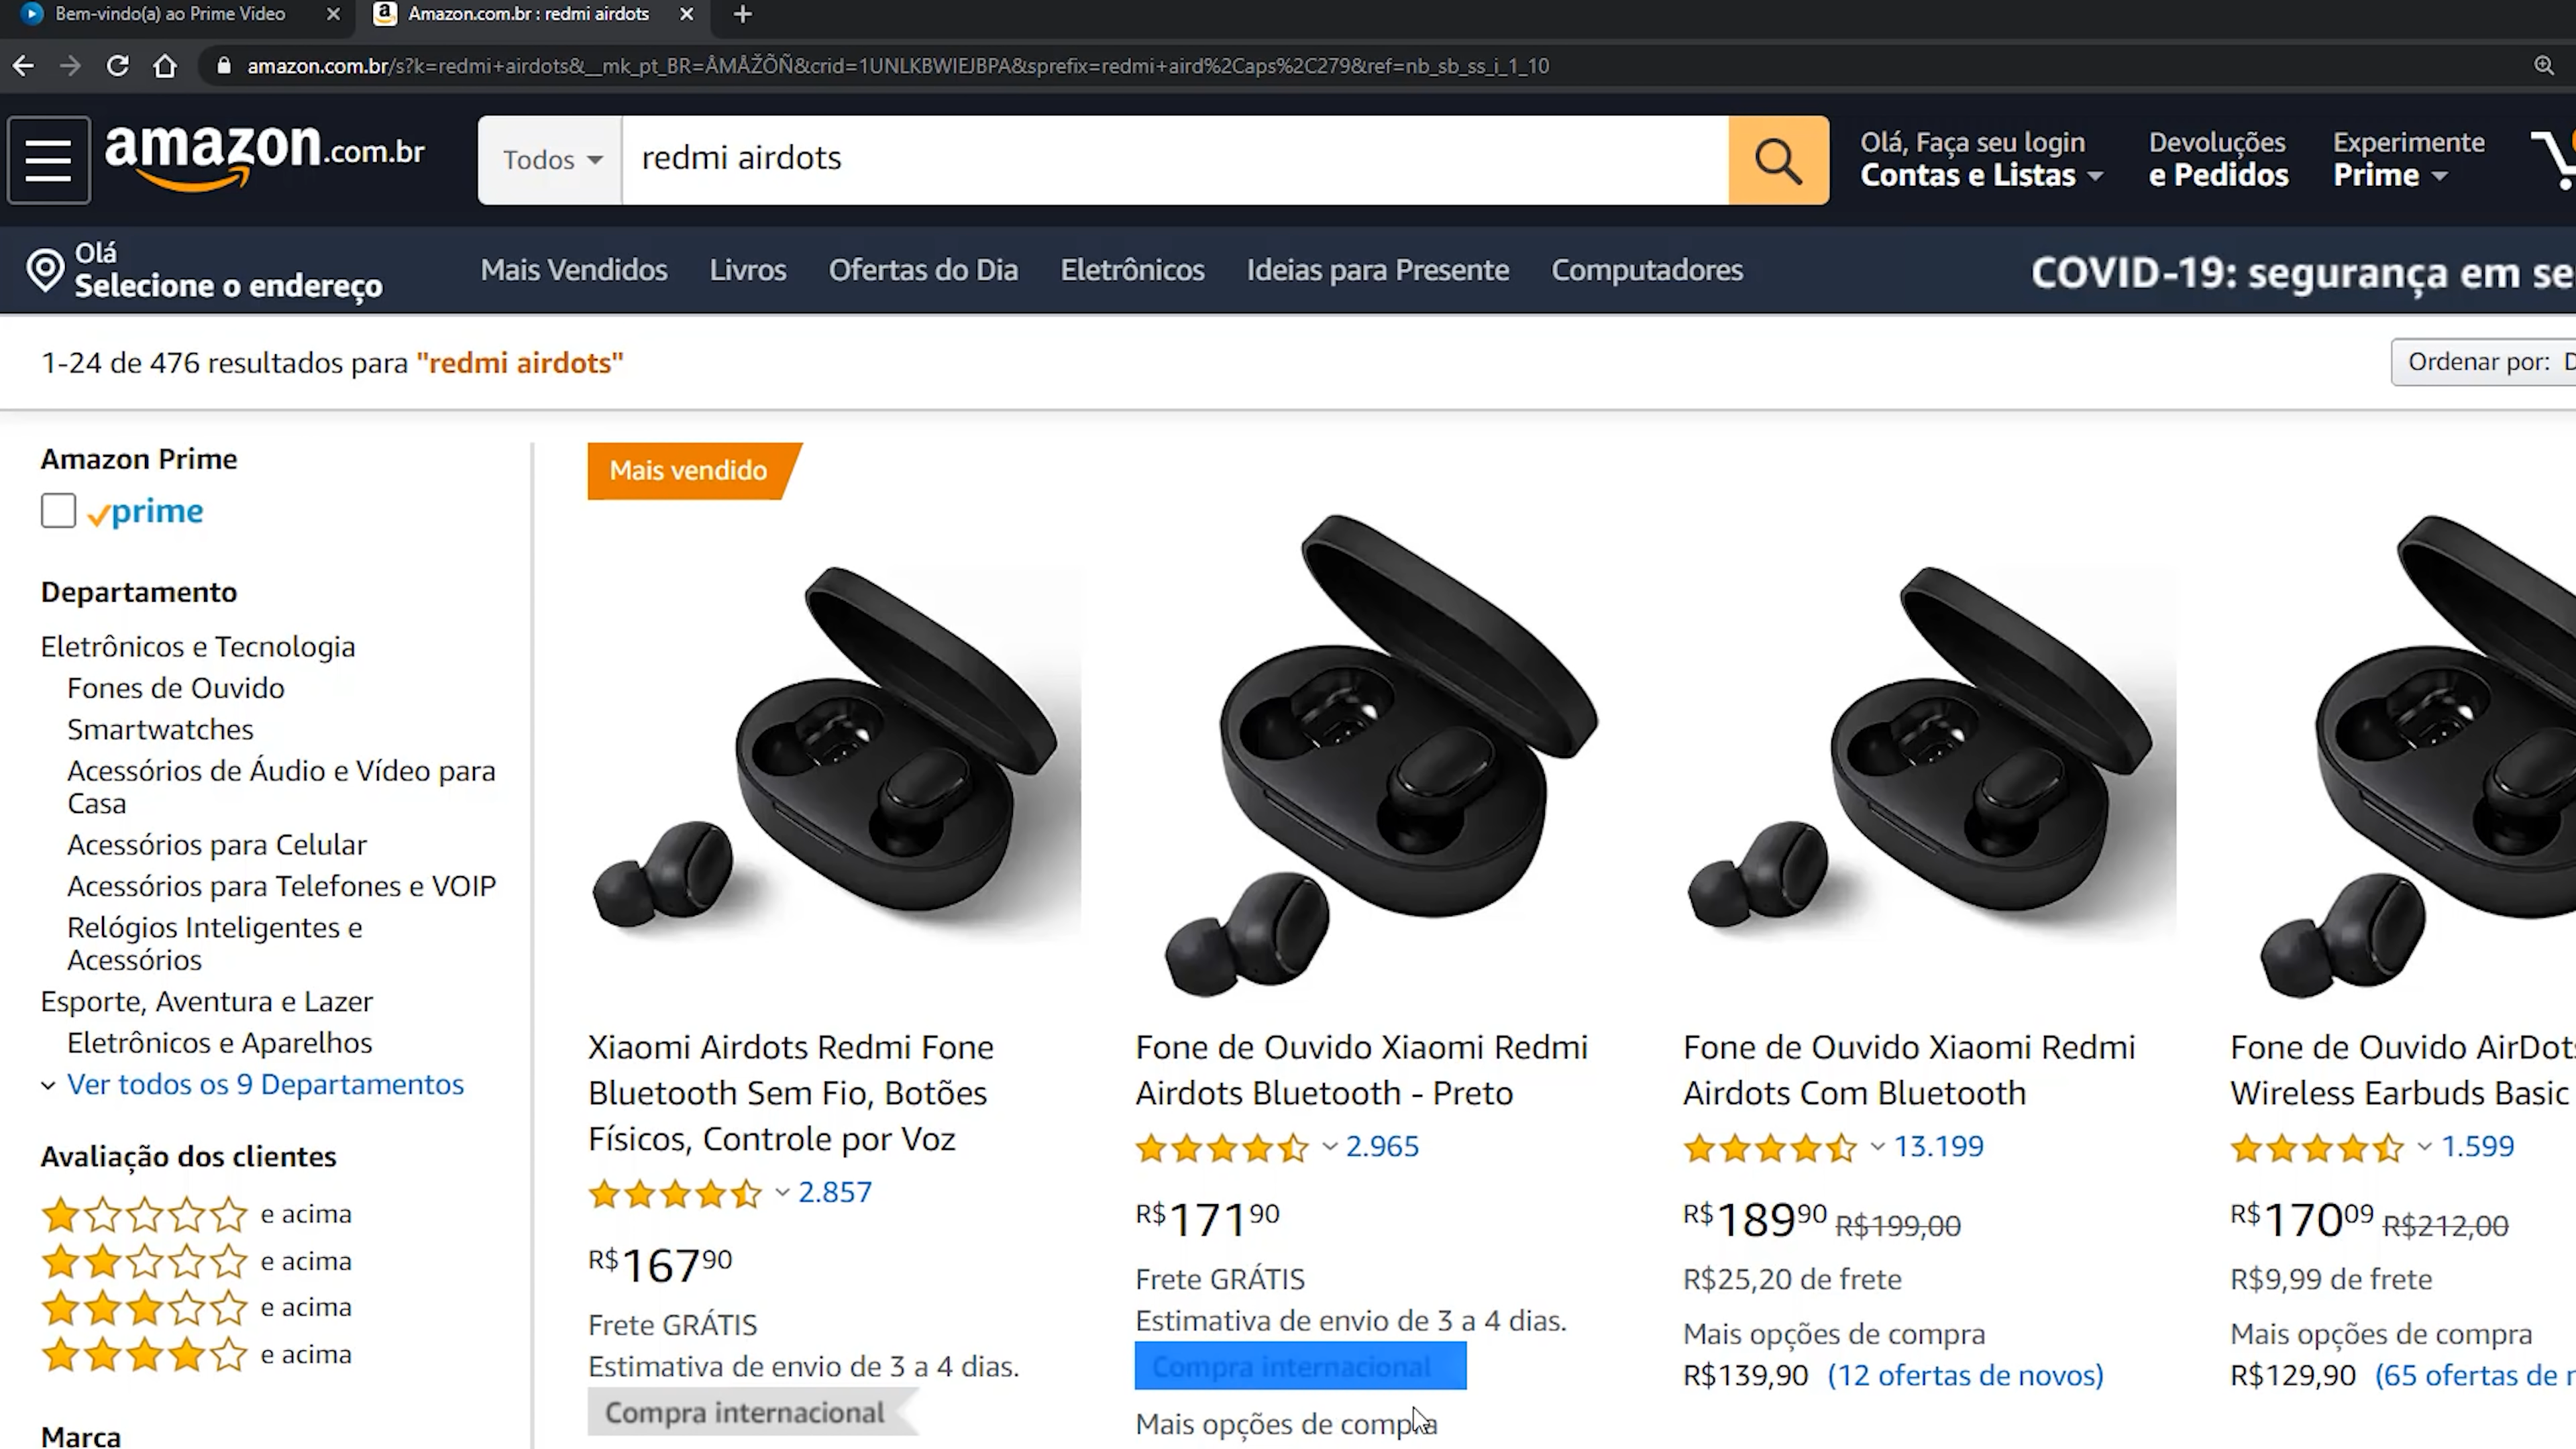 Bem-vindo(a) ao Prime Video
Amazon.com.br : redmi airdots
amazon.com.br/s?k=redmi+airdots&__mk_pt_BR=ÅMÅŽÕÑ&crid=1UNLKBWIEJBPA&sprefix=redmi+aird%2Caps%2C279&ref=nb_sb_ss_i_1_10
amazon.com.br
Todos
redmi airdots
Olá, Faça seu login
Contas e Listas
Devoluções
e Pedidos
Experimente
Prime
Olá
Selecione o endereço
Mais Vendidos
Livros
Ofertas do Dia
Eletrônicos
Ideias para Presente
Computadores
COVID-19: segurança em se
1-24 de 476 resultados para "redmi airdots"
Ordenar por: D
Amazon Prime
prime
Departamento
Eletrônicos e Tecnologia
Fones de Ouvido
Smartwatches
Acessórios de Áudio e Vídeo para
Casa
Acessórios para Celular
Acessórios para Telefones e VOIP
Relógios Inteligentes e
Acessórios
Esporte, Aventura e Lazer
Eletrônicos e Aparelhos
Ver todos os 9 Departamentos
Avaliação dos clientes
e acima
e acima
e acima
e acima
Marca
Mais vendido
Xiaomi Airdots Redmi Fone
Bluetooth Sem Fio, Botões
Físicos, Controle por Voz
2.857
R$16790
Frete GRÁTIS
Estimativa de envio de 3 a 4 dias.
Compra internacional
Fone de Ouvido Xiaomi Redmi
Airdots Bluetooth - Preto
2.965
R$17190
Frete GRÁTIS
Estimativa de envio de 3 a 4 dias.
Compra internacional
Mais opções de compra
Fone de Ouvido Xiaomi Redmi
Airdots Com Bluetooth
13.199
R$18990 R$199,00
R$25,20 de frete
Mais opções de compra
R$139,90 (12 ofertas de novos)
Fone de Ouvido AirDots
Wireless Earbuds Basic
1.599
R$17009 R$212,00
R$9,99 de frete
Mais opções de compra
R$129,90 (65 ofertas de n